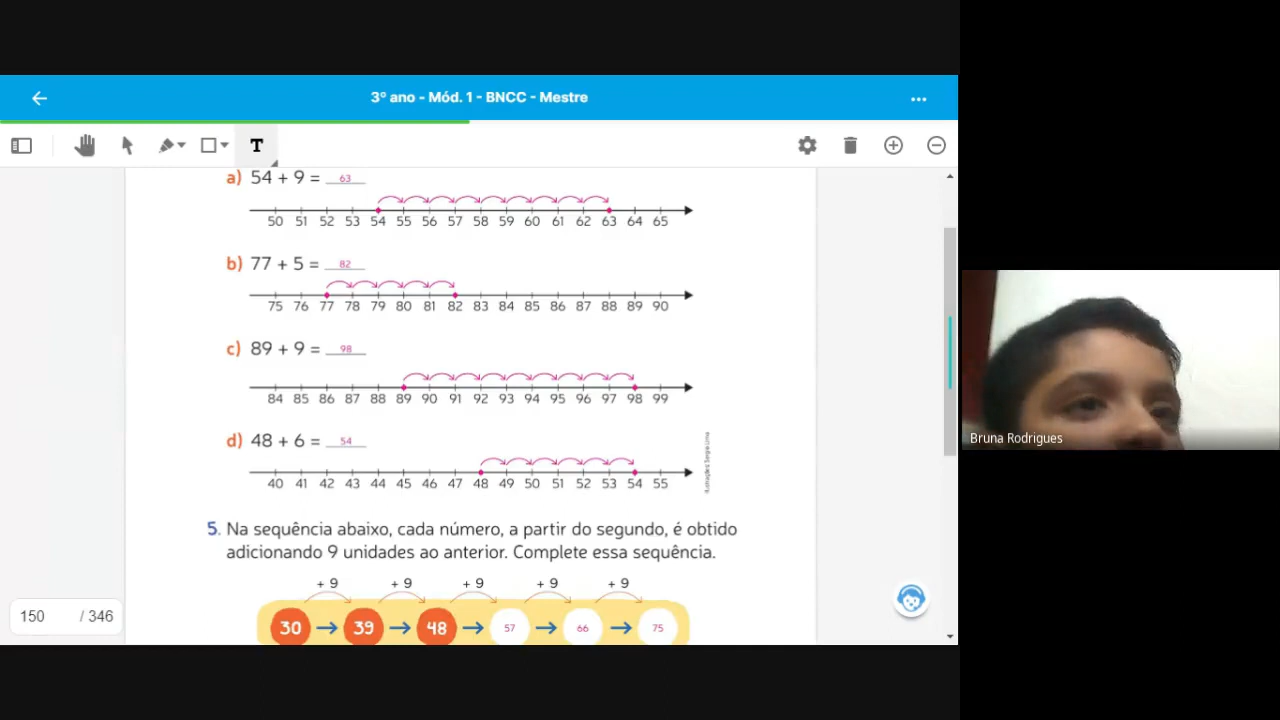 3º ano - Mód. 1 - BNCC - Mestre
T
a) 54 + 9 = 63
50 51 52 53 54 55 56 57 58 59 60 61 62 63 64 65
b) 77 + 5 = 82
75 76 77 78 79 80 81 82 83 84 85 86 87 88 89 90
c) 89 + 9 = 98
84 85 86 87 88 89 90 91 92 93 94 95 96 97 98 99
d) 48 + 6 = 54
40 41 42 43 44 45 46 47 48 49 50 51 52 53 54 55
5. Na sequência abaixo, cada número, a partir do segundo, é obtido
adicionando 9 unidades ao anterior. Complete essa sequência.
+ 9 + 9 + 9 + 9 + 9
30 39 48 57 66 75
150 / 346
Bruna Rodrigues